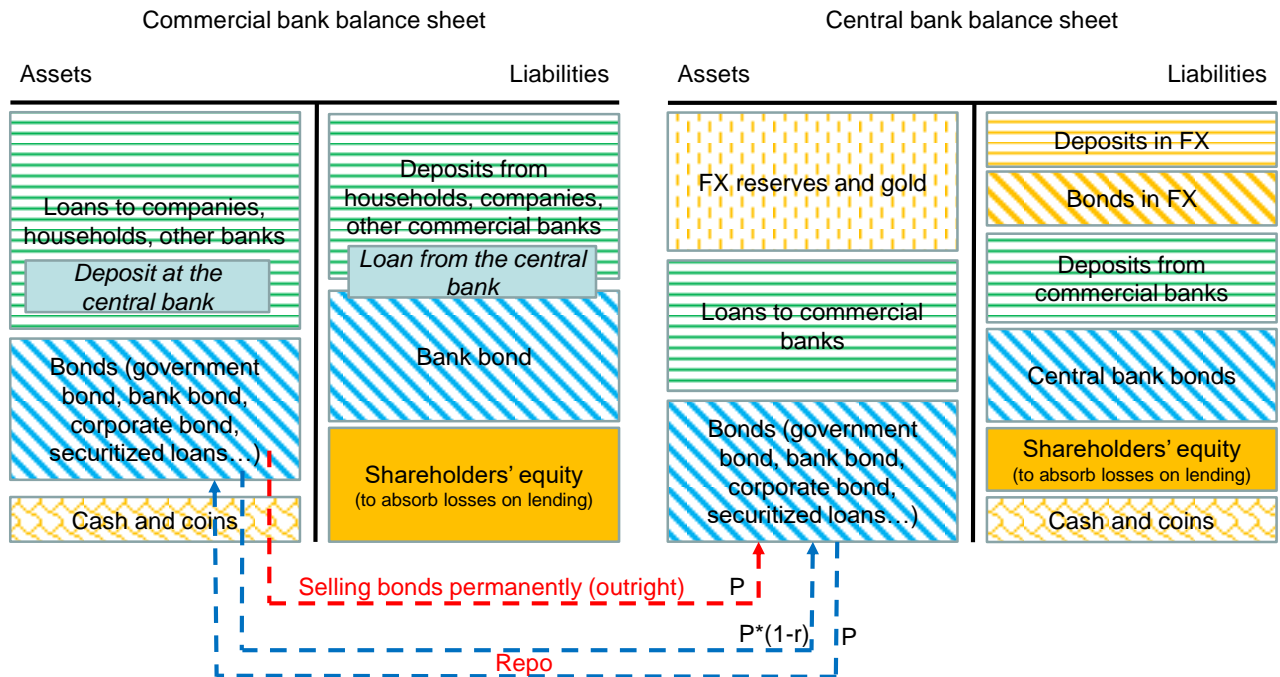 Commercial bank balance sheet
Assets
Liabilities
Loans to companies,
households, other banks
Deposit at the
central bank
Bonds (government
bond, bank bond,
corporate bond,
securitized loans…)
Cash and coins
Deposits from
households, companies,
other commercial banks
Loan from the central
bank
Bank bond
Shareholders’ equity
(to absorb losses on lending)
Central bank balance sheet
Assets
Liabilities
FX reserves and gold
Loans to commercial
banks
Bonds (government
bond, bank bond,
corporate bond,
securitized loans…)
Deposits in FX
Bonds in FX
Deposits from
commercial banks
Central bank bonds
Shareholders’ equity
(to absorb losses on lending)
Cash and coins
Selling bonds permanently (outright)
P
P*(1-r)
P
Repo